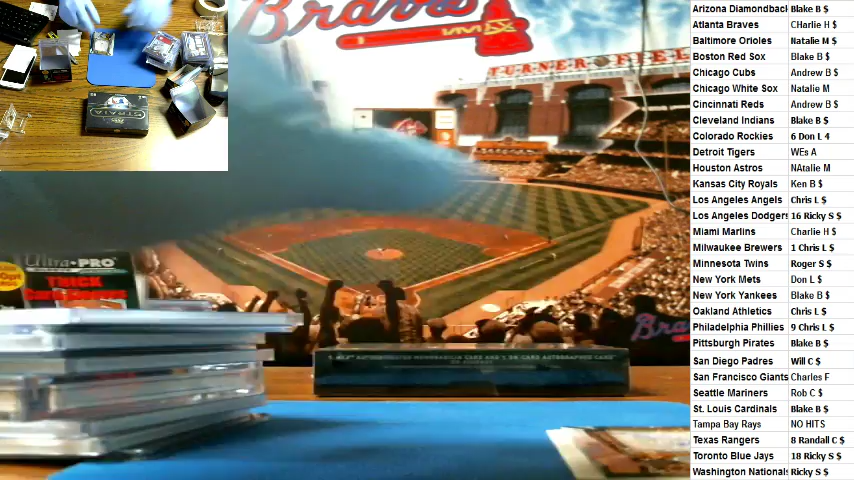 Braves
TURNER FIELD
STRATA
Ultra·PRO
THICK
Brav
Arizona Diamondback Blake B $
Atlanta Braves CHarlie H $
Baltimore Orioles Natalie M $
Boston Red Sox Blake B $
Chicago Cubs Andrew B $
Chicago White Sox Natalie M
Cincinnati Reds Andrew B $
Cleveland Indians Blake B $
Colorado Rockies 6 Don L 4
Detroit Tigers WEs A
Houston Astros NAtalie M
Kansas City Royals Ken B $
Los Angeles Angels Chris L $
Los Angeles Dodgers 16 Ricky S $
Miami Marlins Charlie H $
Milwaukee Brewers 1 Chris L $
Minnesota Twins Roger S $
New York Mets Don L $
New York Yankees Blake B $
Oakland Athletics Chris L $
Philadelphia Phillies 9 Chris L $
Pittsburgh Pirates Blake B $
San Diego Padres Will C $
San Francisco Giants Charles F
Seattle Mariners Rob C $
St. Louis Cardinals Blake B $
Tampa Bay Rays NO HITS
Texas Rangers 8 Randall C $
Toronto Blue Jays 18 Ricky S $
Washington Nationals Ricky S $